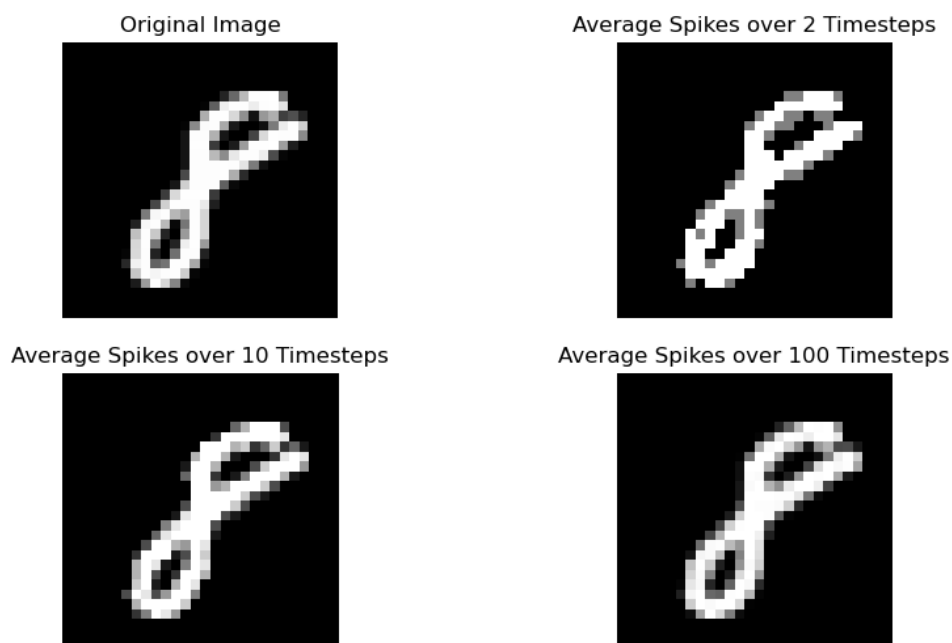 Original Image
Average Spikes over 2 Timesteps
Average Spikes over 10 Timesteps
Average Spikes over 100 Timesteps